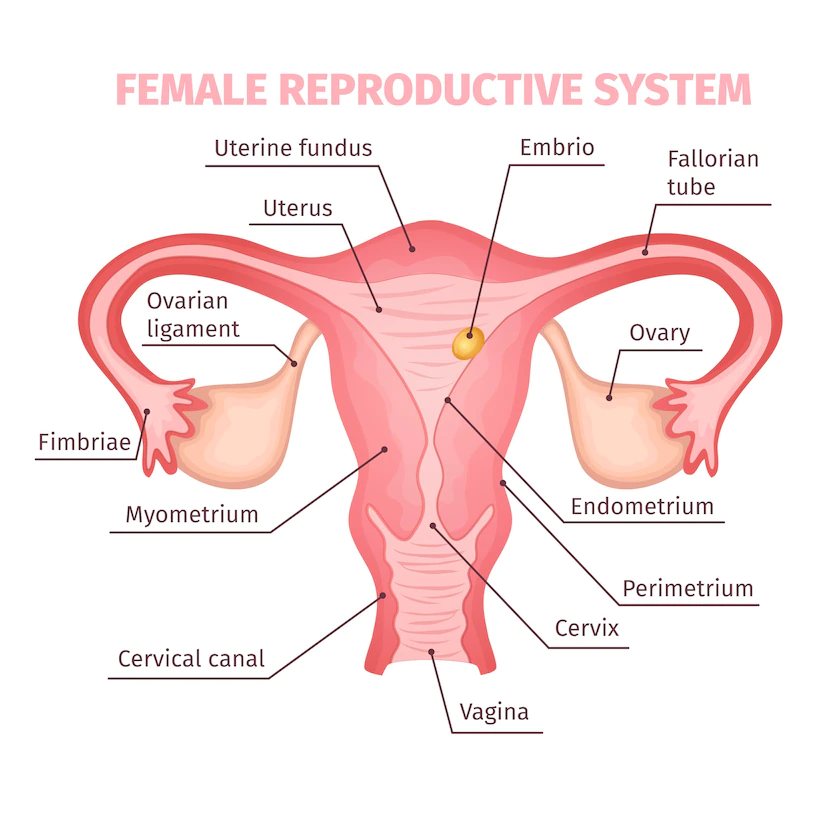 FEMALE REPRODUCTIVE SYSTEM
Uterine fundus
Embrio
Fallorian
tube
Uterus
Ovarian
ligament
Ovary
Fimbriae
Endometrium
Myometrium
Perimetrium
Cervix
Cervical canal
Vagina